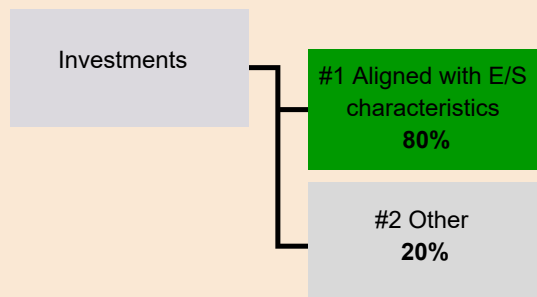 Investments
#1 Aligned with E/S
characteristics
80%
#2 Other
20%